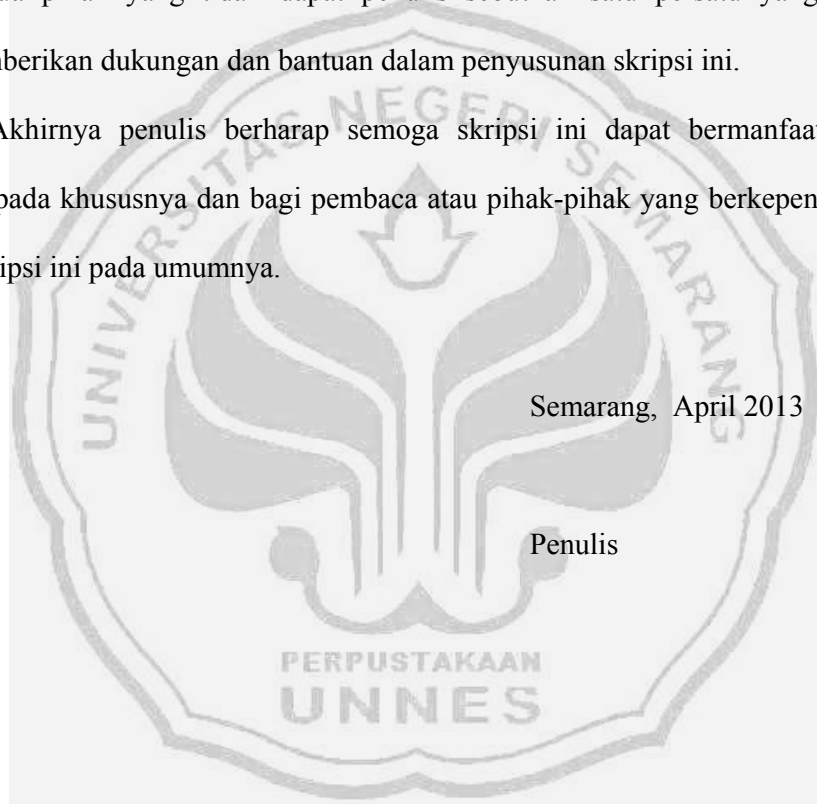 nberikan dukungan dan bantuan dalam penyusunan skripsi ini.
Akhirnya penulis berharap semoga skripsi ini dapat bermanfaat
pada khususnya dan bagi pembaca atau pihak-pihak yang berkepen
ipsi ini pada umumnya.
Semarang, April 2013
Penulis
UNIVERSITAS NEGERI SEMARANG
PERPUSTAKAAN
UNNES